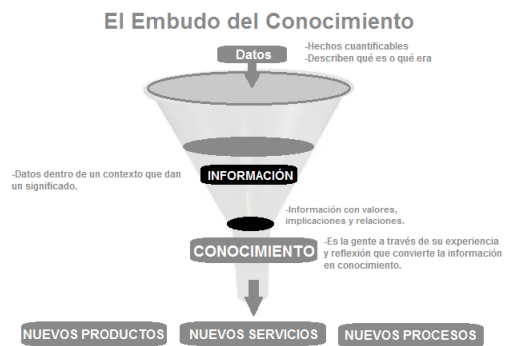 El Embudo del Conocimiento
Datos
-Hechos cuantificables
-Describen qué es o qué era
-Datos dentro de un contexto que dan
un significado.
INFORMACIÓN
-Información con valores,
implicaciones y relaciones.
CONOCIMIENTO
-Es la gente a través de su experiencia
y reflexión que convierte la información
en conocimiento.
NUEVOS PRODUCTOS
NUEVOS SERVICIOS
NUEVOS PROCESOS